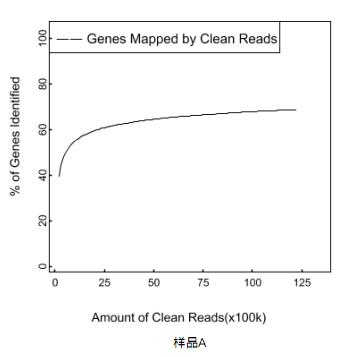 Genes Mapped by Clean Reads
% of Genes Identified
100
80
60
40
20
0
0 25 50 75 100 125
Amount of Clean Reads(x100k)
样品A